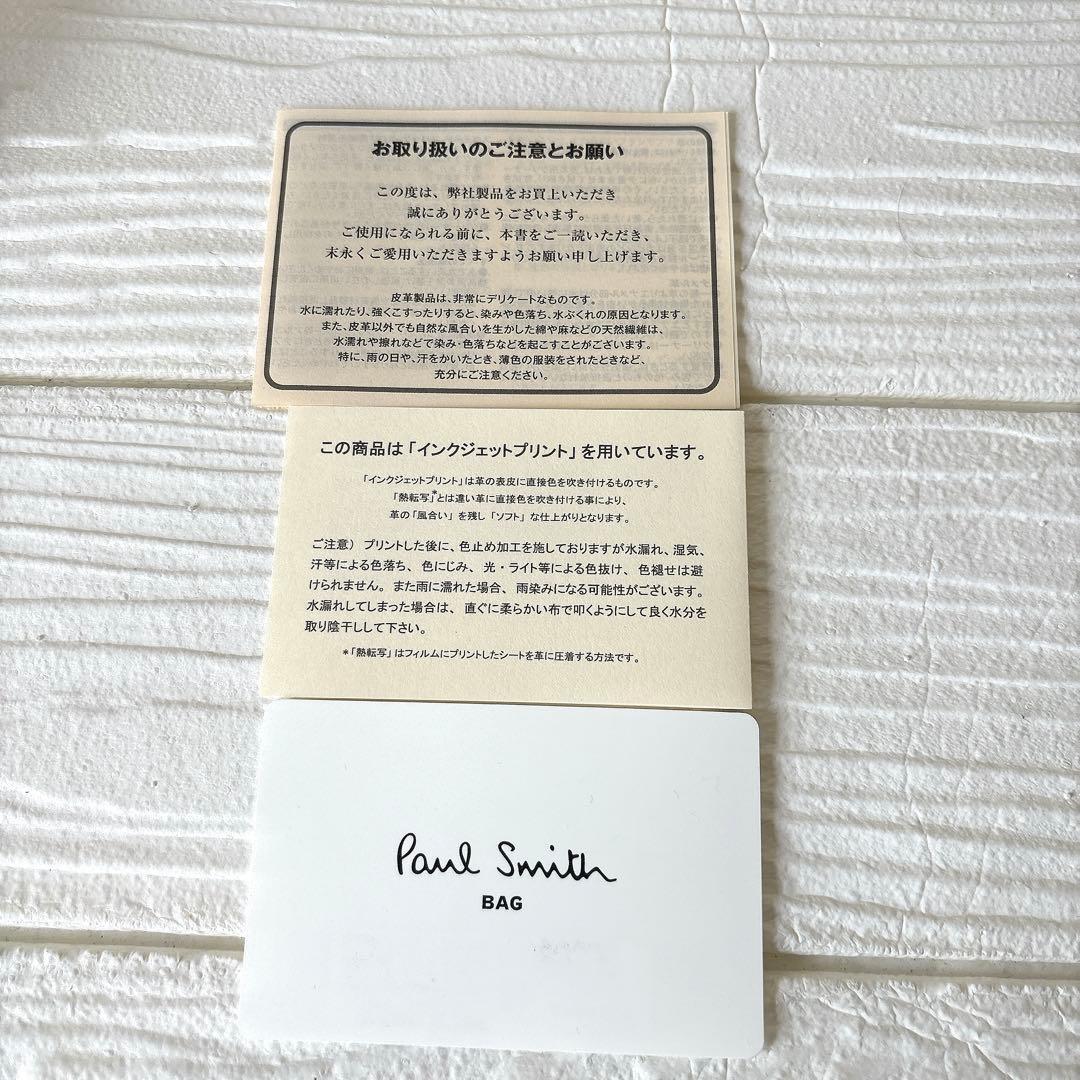 お取り扱いのご注意とお願い
この度は、弊社製品をお買上いただき
誠にありがとうございます。
ご使用になられる前に、本書をご一読いただき、
末永くご愛用いただきますようお願い申し上げます。
皮革製品は、非常にデリケートなものです。
水に濡れたり、強くこすったりすると、染みや色落ち、水ぶくれの原因となります。
また、皮革以外でも自然な風合いを生かした綿や麻などの天然繊維は、
水濡れや擦れなどで染み・色落ちなどを起こすことがございます。
特に、雨の日や、汗をかいたとき、薄色の服装をされたときなど、
充分にご注意ください。
この商品は「インクジェットプリント」を用いています。
「インクジェットプリント」は革の表皮に直接色を吹き付けるものです。
「熱転写」*とは違い革に直接色を吹き付ける事により、
革の「風合い」を残し「ソフト」な仕上がりとなります。
ご注意） プリントした後に、色止め加工を施しておりますが水漏れ、湿気、
汗等による色落ち、色にじみ、光・ライト等による色抜け、色褪せは避
けられません。また雨に濡れた場合、雨染みになる可能性がございます。
水漏れしてしまった場合は、直ぐに柔らかい布で叩くようにして良く水分を
取り陰干しして下さい。
*「熱転写」はフィルムにプリントしたシートを革に圧着する方法です。
Paul Smith
BAG